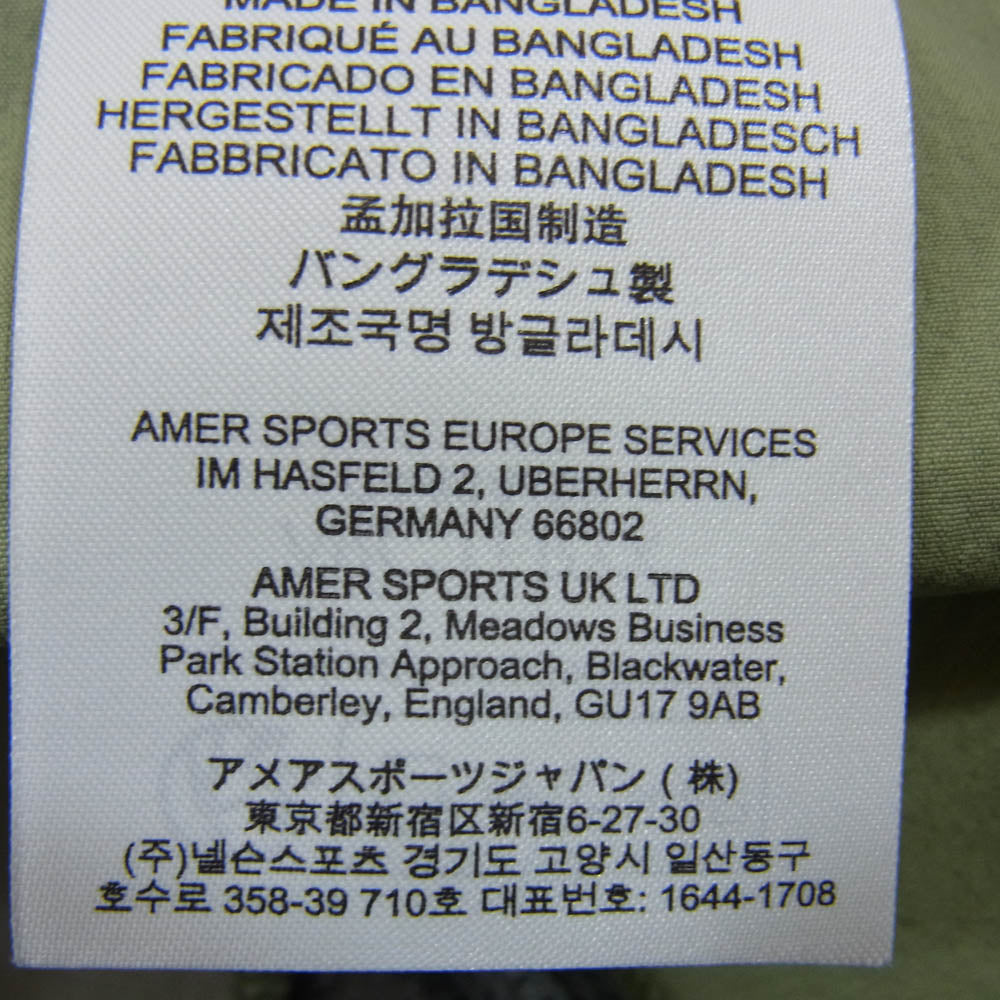 MADE IN BANGLADESH
FABRIQUÉ AU BANGLADESH
FABRICADO EN BANGLADESH
HERGESTELLT IN BANGLADESCH
FABBRICATO IN BANGLADESH
孟加拉国制造
バングラデシュ製
제조국명 방글라데시
AMER SPORTS EUROPE SERVICES
IM HASFELD 2, UBERHERRN,
GERMANY 66802
AMER SPORTS UK LTD
3/F, Building 2, Meadows Business
Park Station Approach, Blackwater,
Camberley, England, GU17 9AB
アメアスポーツジャパン ( 株)
東京都新宿区新宿6-27-30
(주)넬슨스포츠 경기도 고양시 일산동구
호수로 358-39 710호 대표번호: 1644-1708